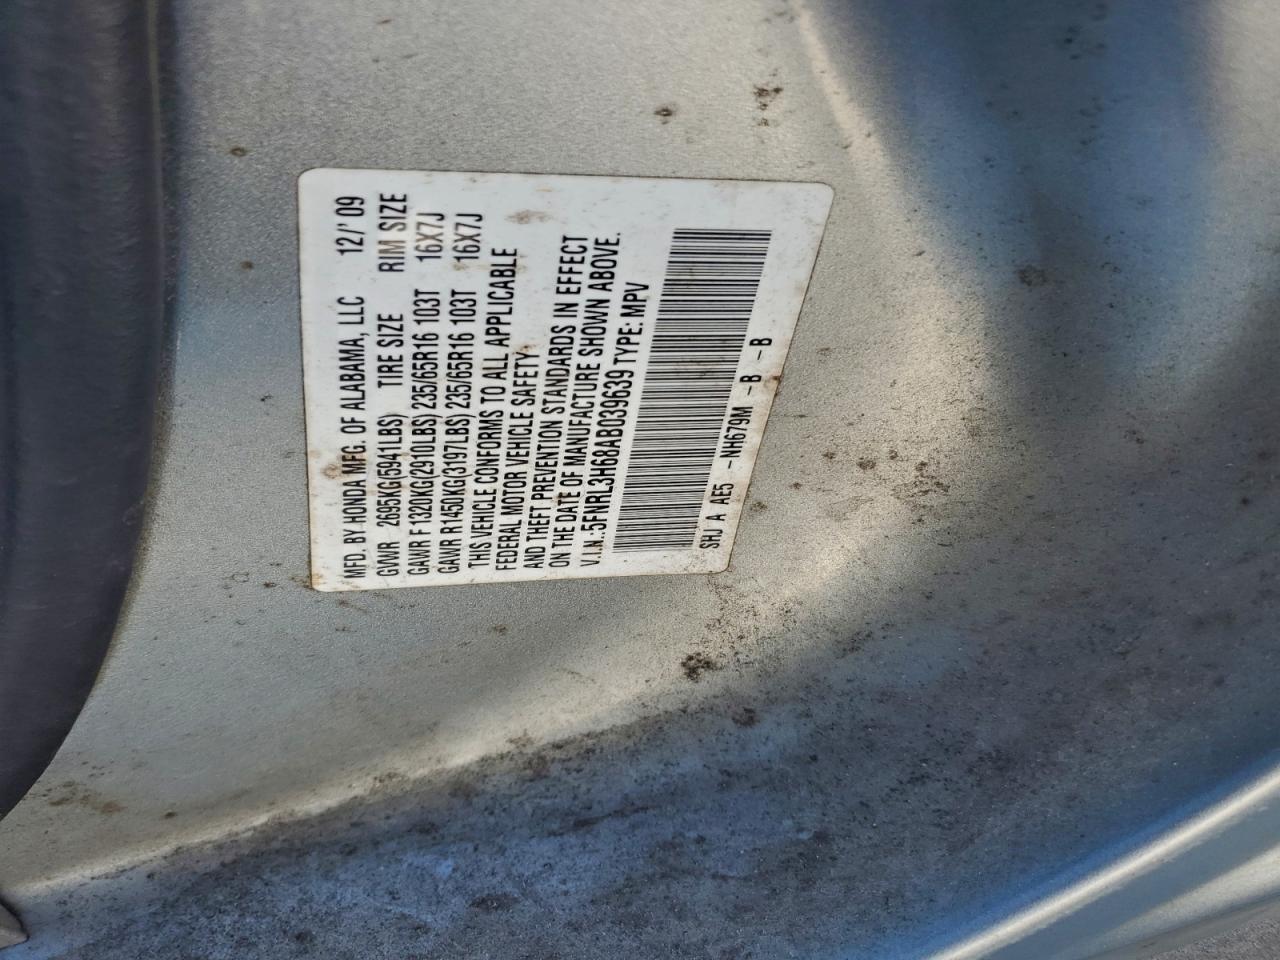 MFD. BY HONDA MFG. OF ALABAMA, LLC 12/'09
GVWR 2695KG(5941LBS) TIRE SIZE RIM SIZE
GAWR F 1320KG(2910LBS) 235/65R16 103T 16X7J
GAWR R 1450KG(3197LBS) 235/65R16 103T 16X7J
THIS VEHICLE CONFORMS TO ALL APPLICABLE
FEDERAL MOTOR VEHICLE SAFETY
AND THEFT PREVENTION STANDARDS IN EFFECT
ON THE DATE OF MANUFACTURE SHOWN ABOVE.
V.I.N.:5FNRL3H68AB039639 TYPE: MPV
SHJ A AE5 -NH679M -B -B